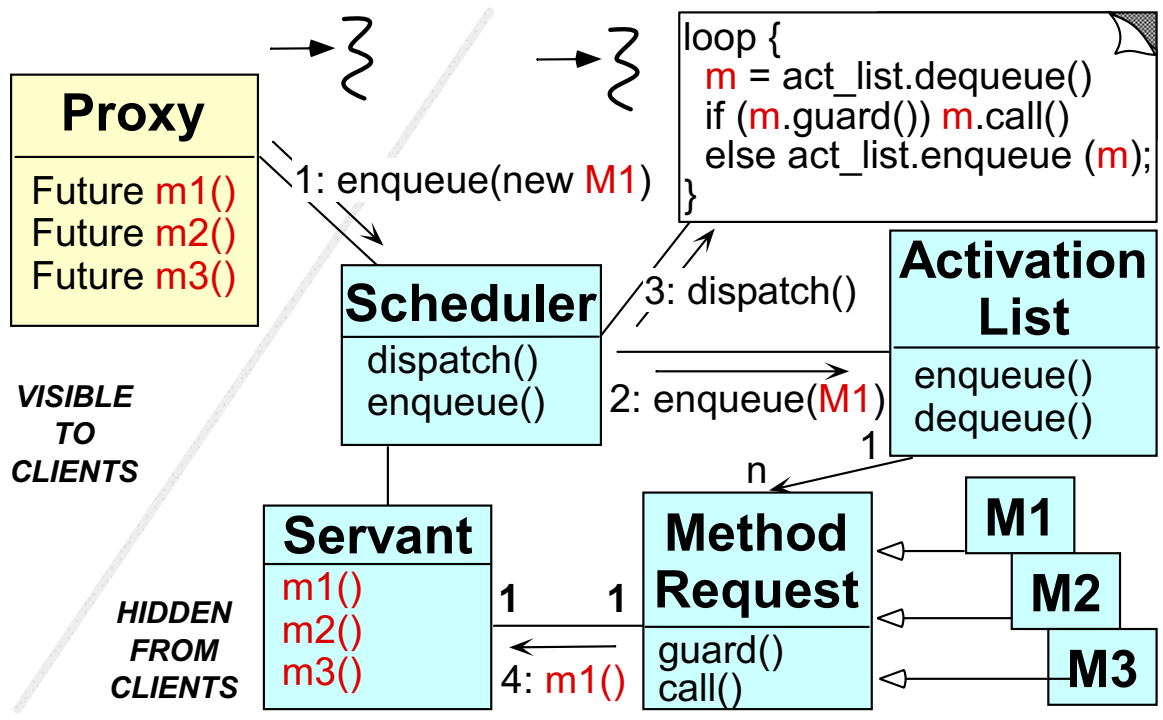 Proxy
Future m1()
Future m2()
Future m3()
loop {
m = act_list.dequeue()
if (m.guard()) m.call()
else act_list.enqueue (m);
}
1: enqueue(new M1)
Scheduler
dispatch()
enqueue()
3: dispatch()
2: enqueue(M1)
Activation
List
enqueue()
dequeue()
VISIBLE
TO
CLIENTS
1
n
Servant
m1()
m2()
m3()
1
1
4: m1()
Method
Request
guard()
call()
M1
M2
M3
HIDDEN
FROM
CLIENTS